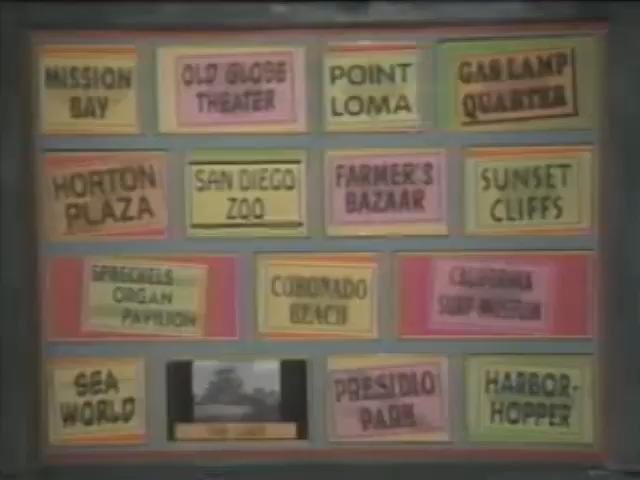 MISSION
BAY
OLD GLOBE
THEATER
POINT
LOMA
GASLAMP
QUARTER
HORTON
PLAZA
SAN DIEGO
ZOO
FARMER'S
BAZAAR
SUNSET
CLIFFS
SPRECKELS
ORGAN
PAVILION
CORONADO
BEACH
CALIFORNIA
SURF MUSEUM
SEA
WORLD
PRESIDIO
PARK
HARBOR-
HOPPER